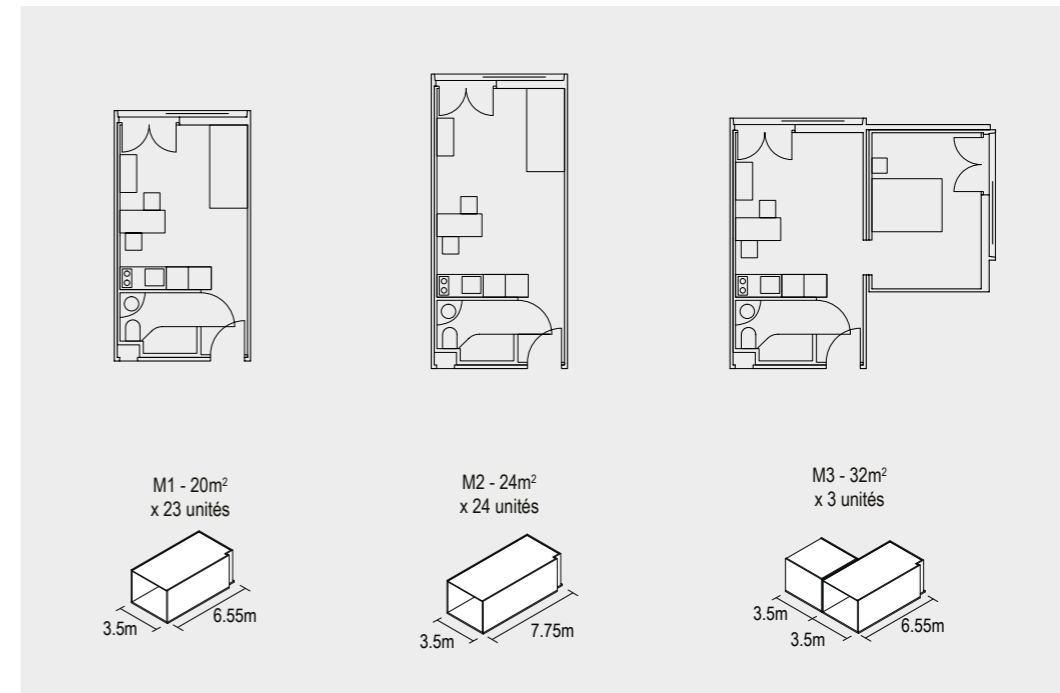 M1 - 20m²
x 23 unités
3.5m
6.55m
M2 - 24m²
x 24 unités
3.5m
7.75m
M3 - 32m²
x 3 unités
3.5m
3.5m
6.55m